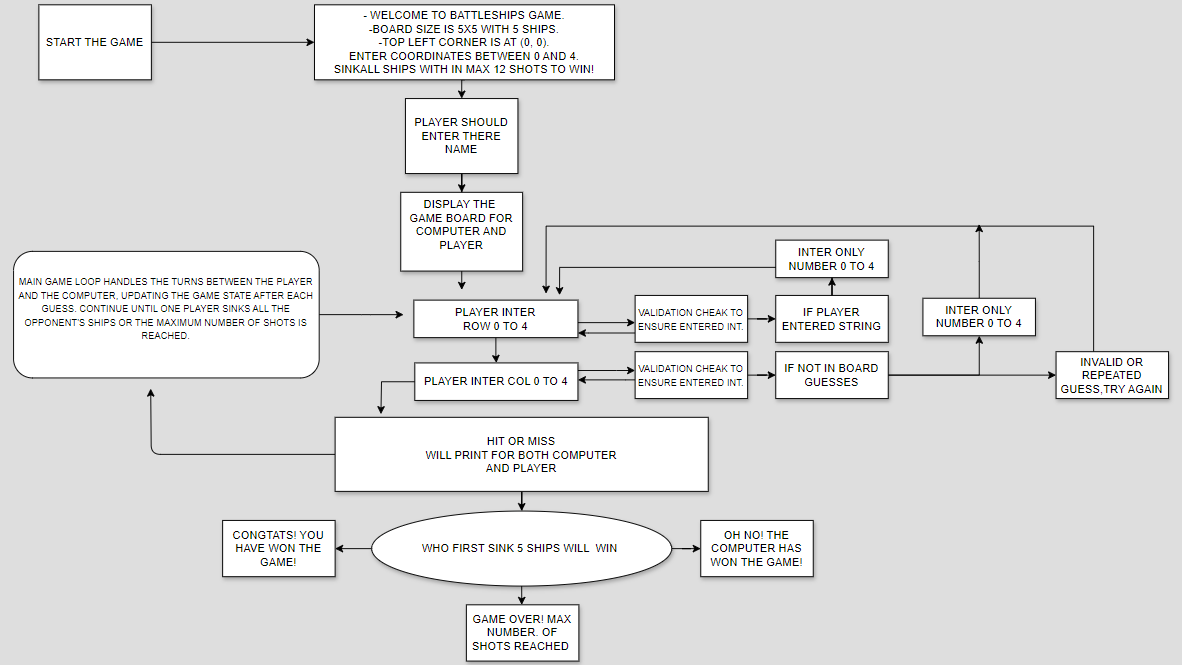 START THE GAME
- WELCOME TO BATTLESHIPS GAME.
-BOARD SIZE IS 5X5 WITH 5 SHIPS.
-TOP LEFT CORNER IS AT (0, 0).
ENTER COORDINATES BETWEEN 0 AND 4.
SINKALL SHIPS WITH IN MAX 12 SHOTS TO WIN!
PLAYER SHOULD
ENTER THERE
NAME
DISPLAY THE
GAME BOARD FOR
COMPUTER AND
PLAYER
MAIN GAME LOOP HANDLES THE TURNS BETWEEN THE PLAYER
AND THE COMPUTER, UPDATING THE GAME STATE AFTER EACH
GUESS. CONTINUE UNTIL ONE PLAYER SINKS ALL THE
OPPONENT'S SHIPS OR THE MAXIMUM NUMBER OF SHOTS IS
REACHED.
PLAYER INTER
ROW 0 TO 4
VALIDATION CHEAK TO
ENSURE ENTERED INT.
IF PLAYER
ENTERED STRING
INTER ONLY
NUMBER 0 TO 4
INTER ONLY
NUMBER 0 TO 4
PLAYER INTER COL 0 TO 4
VALIDATION CHEAK TO
ENSURE ENTERED INT.
IF NOT IN BOARD
GUESSES
INVALID OR
REPEATED
GUESS,TRY AGAIN
HIT OR MISS
WILL PRINT FOR BOTH COMPUTER
AND PLAYER
CONGTATS! YOU
HAVE WON THE
GAME!
WHO FIRST SINK 5 SHIPS WILL WIN
OH NO! THE
COMPUTER HAS
WON THE GAME!
GAME OVER! MAX
NUMBER. OF
SHOTS REACHED